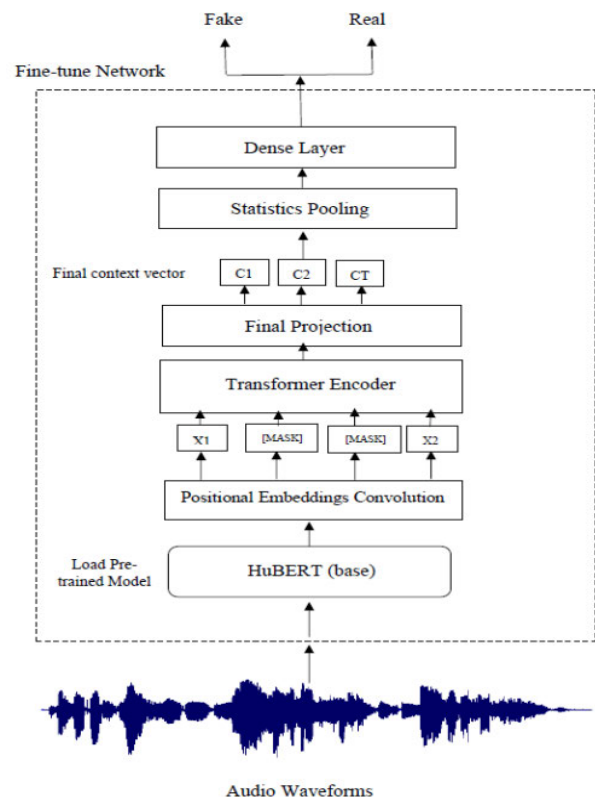 Fake Real
Fine-tune Network
Dense Layer
Statistics Pooling
Final context vector
C1 C2 CT
Final Projection
Transformer Encoder
X1 [MASK] [MASK] X2
Positional Embeddings Convolution
Load Pre-
trained Model
HuBERT (base)
Audio Waveforms